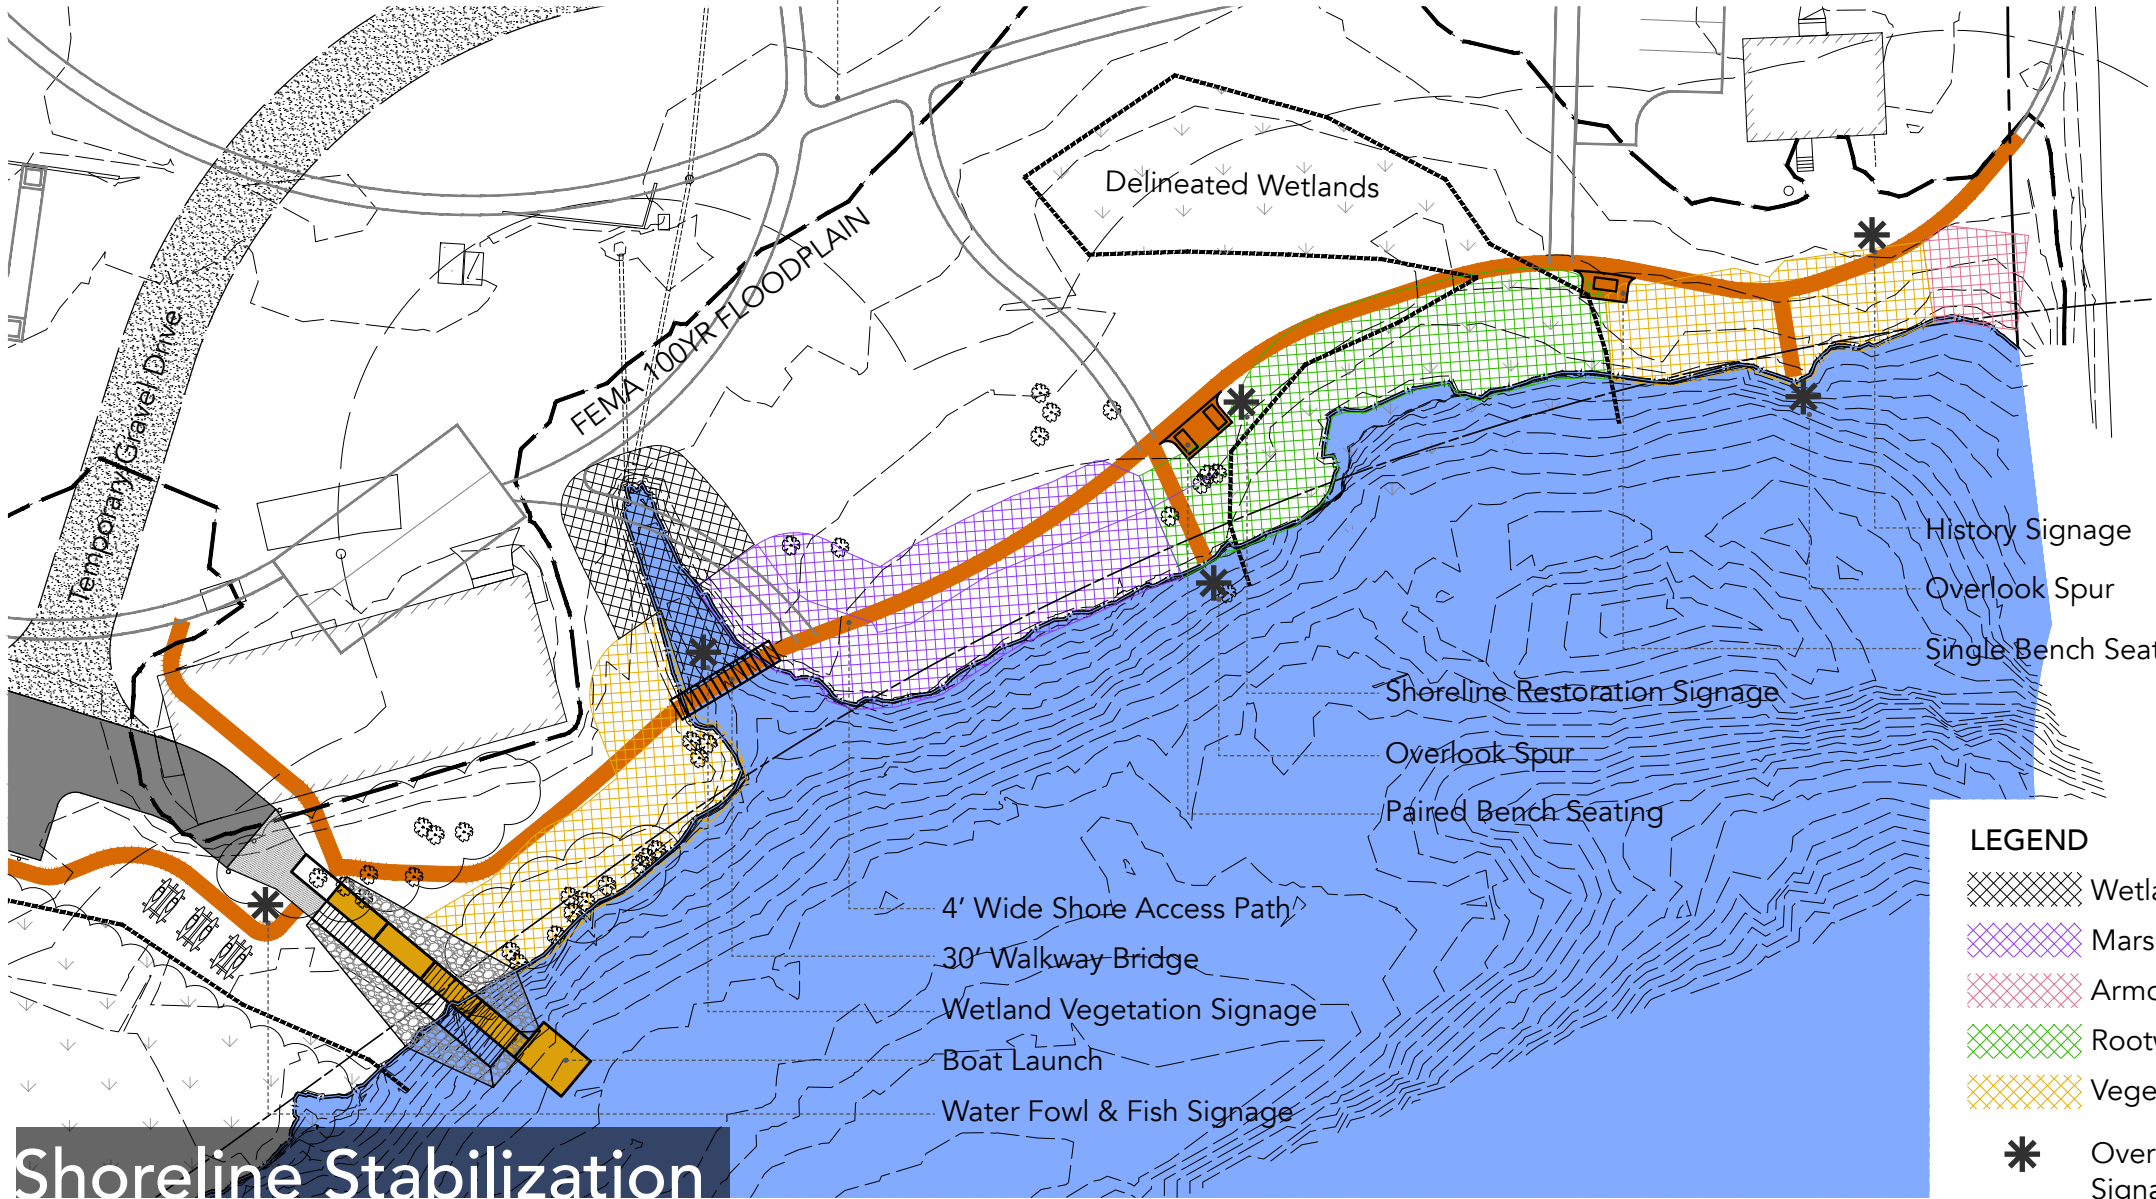 Delineated Wetlands
FEMA 100YR FLOODPLAIN
Temporary Gravel Drive
History Signage
Overlook Spur
Single Bench Seat
Shoreline Restoration Signage
Overlook Spur
Paired Bench Seating
4’ Wide Shore Access Path
30’ Walkway Bridge
Wetland Vegetation Signage
Boat Launch
Water Fowl & Fish Signage
LEGEND
Wetla
Mars
Armo
Rootw
Vege
Over
Signa
Shoreline Stabilization